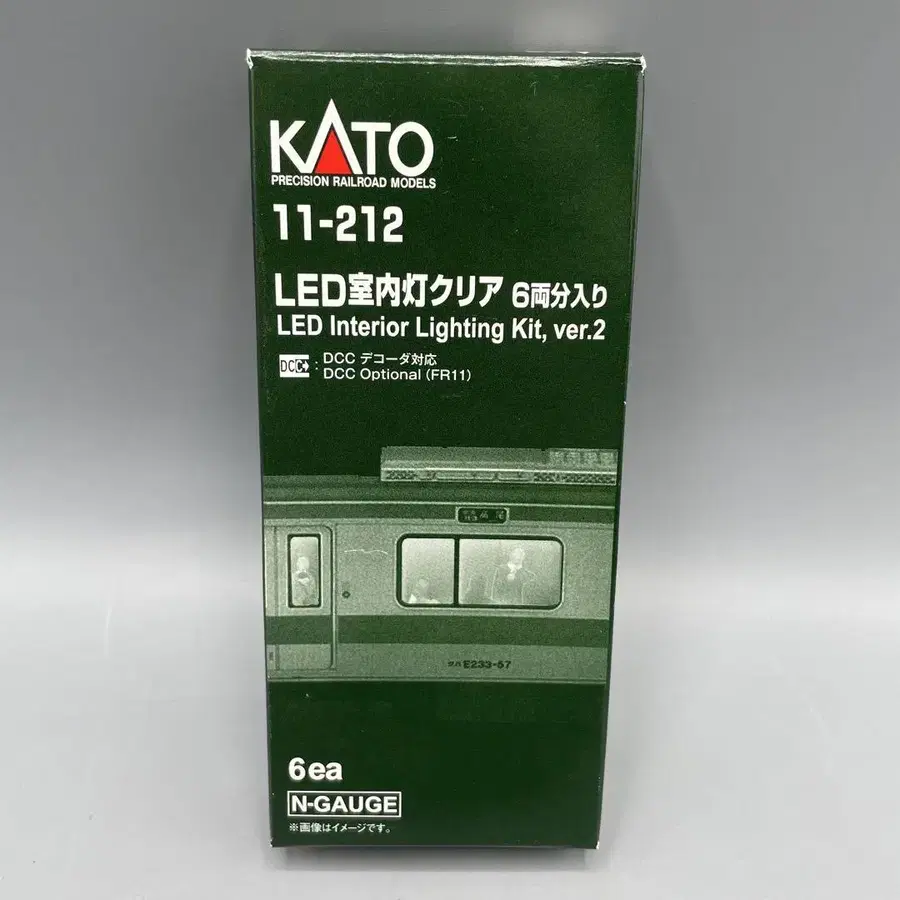 KATO
PRECISION RAILROAD MODELS
11-212
LED室内灯クリア 6両分入り
LED Interior Lighting Kit, ver.2
DCC : DCC デコーダ対応
DCC Optional (FR11)
E233-57
6ea
N-GAUGE
※画像はイメージです。